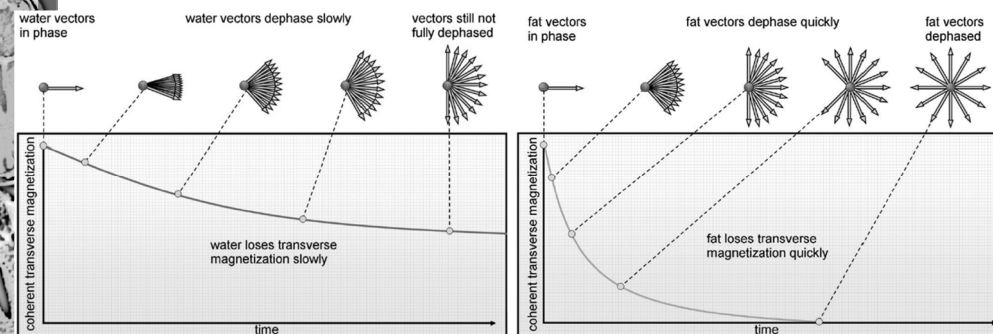 water vectors
in phase
water vectors dephase slowly
vectors still not
fully dephased
coherent transverse magnetization
water loses transverse
magnetization slowly
time
fat vectors
in phase
fat vectors dephase quickly
fat vectors
dephased
coherent transverse magnetization
fat loses transverse
magnetization quickly
time